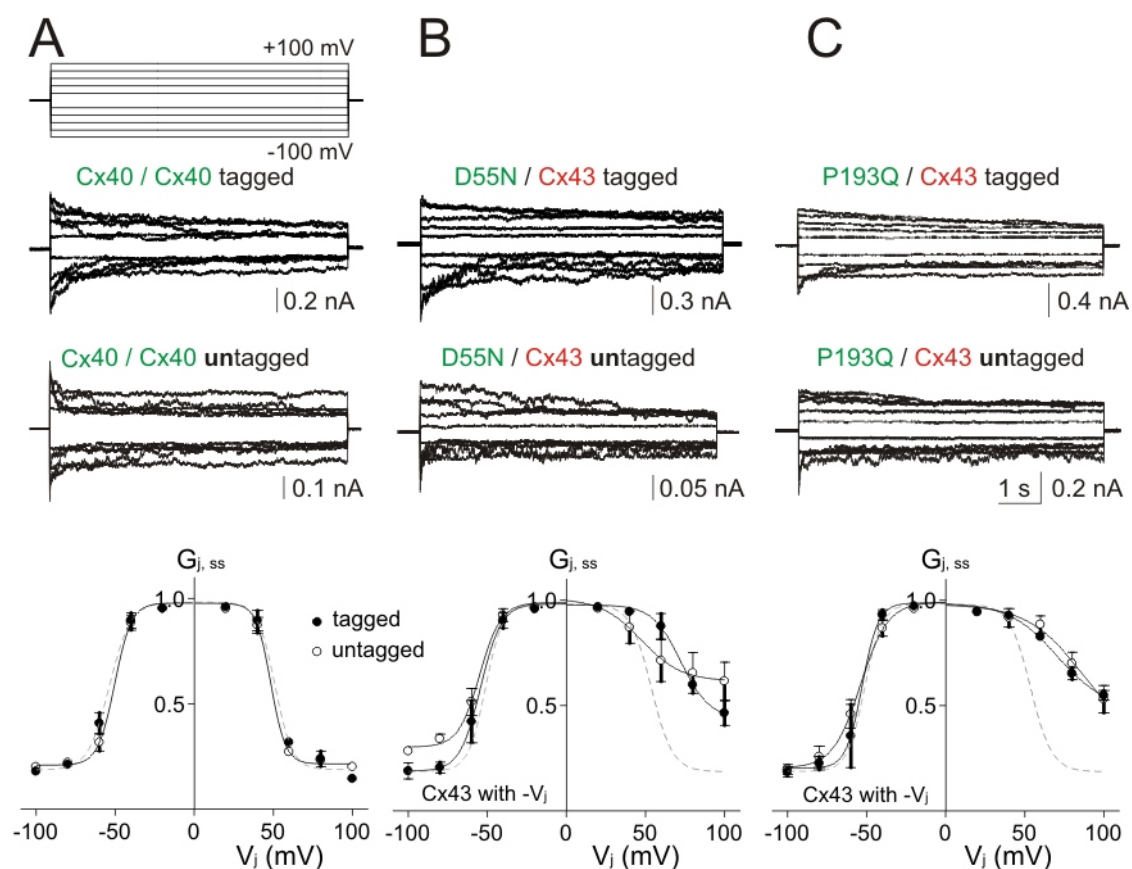 A
B
C
+100 mV
-100 mV
Cx40 / Cx40 tagged
D55N / Cx43 tagged
P193Q / Cx43 tagged
0.2 nA
0.3 nA
0.4 nA
Cx40 / Cx40 untagged
D55N / Cx43 untagged
P193Q / Cx43 untagged
0.1 nA
0.05 nA
1 s
0.2 nA
Gj, ss
Gj, ss
Gj, ss
1.0
1.0
1.0
tagged
untagged
0.5
0.5
0.5
Cx43 with -Vj
Cx43 with -Vj
-100 -50 0 50 100
-100 -50 0 50 100
-100 -50 0 50 100
Vj (mV)
Vj (mV)
Vj (mV)